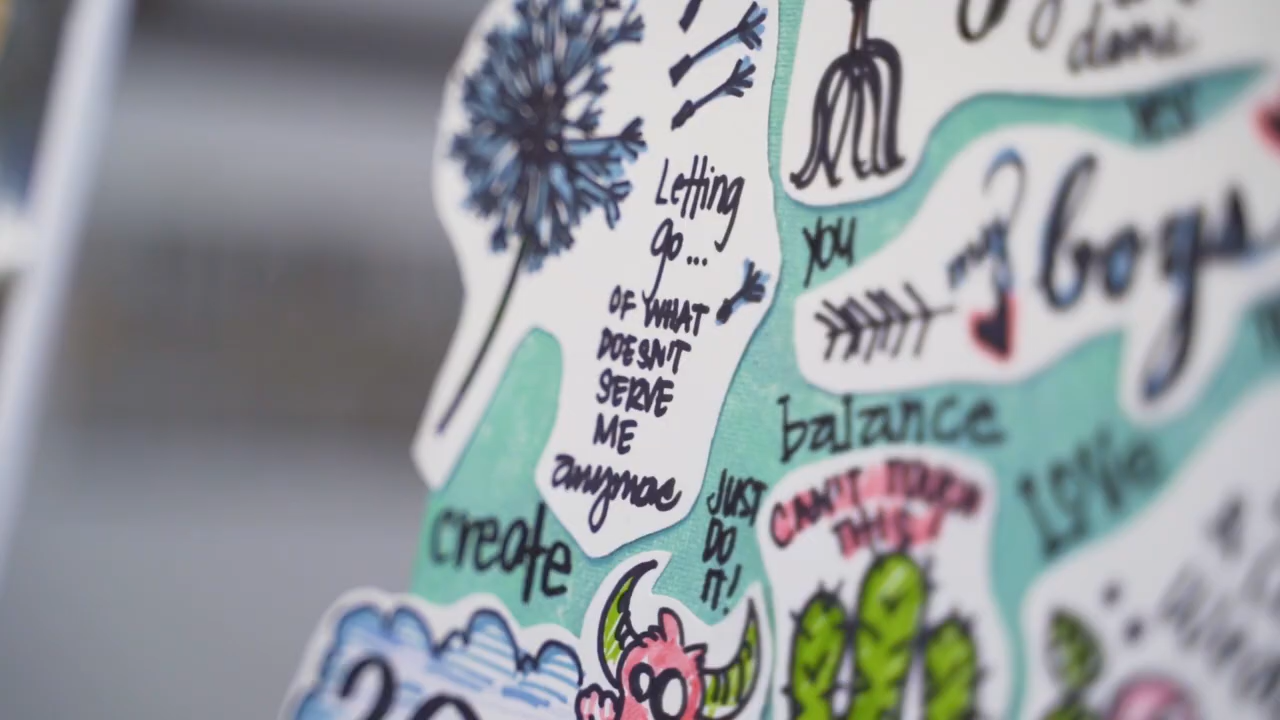 Letting
go...
OF WHAT
DOESN'T
SERVE
ME
anymore
create
JUST
DO
IT!
YOU
my boys
balance
LOVE
CAN'T TOUCH
THIS!